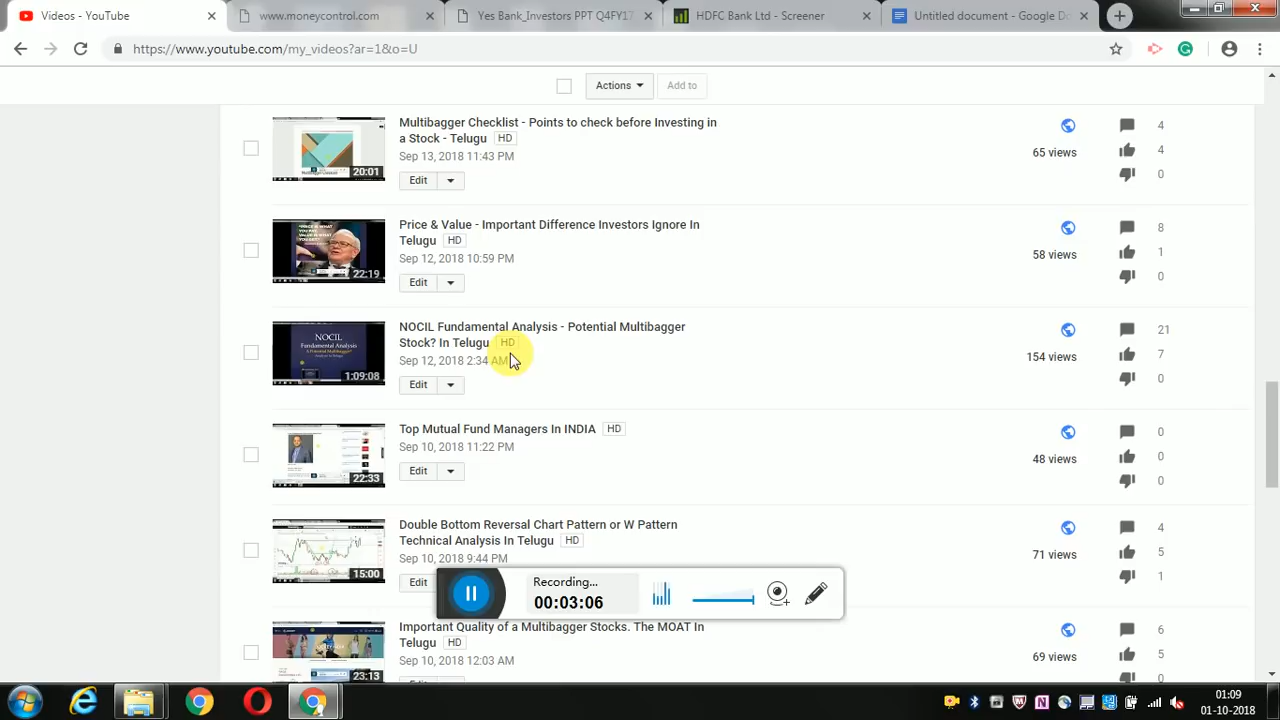 Videos - YouTube
www.moneycontrol.com
Yes Bank_Investors PPT Q4FY17
HDFC Bank Ltd - Screener
Untitled document - Google Do
https://www.youtube.com/my_videos?ar=1&o=U
Actions
Add to
Multibagger Checklist - Points to check before Investing in
a Stock - Telugu HD
Sep 13, 2018 11:43 PM
20:01
Edit
65 views
4
4
0
Price & Value - Important Difference Investors Ignore In
Telugu HD
Sep 12, 2018 10:59 PM
22:19
Edit
58 views
8
1
0
NOCIL Fundamental Analysis - Potential Multibagger
Stock? In Telugu HD
Sep 12, 2018 2:34 AM
NOCIL
Fundamental Analysis
1:09:08
Edit
154 views
21
7
0
Top Mutual Fund Managers In INDIA HD
Sep 10, 2018 11:22 PM
22:33
Edit
48 views
0
0
0
Double Bottom Reversal Chart Pattern or W Pattern
Technical Analysis In Telugu HD
Sep 10, 2018 9:44 PM
15:00
Edit
71 views
4
5
1
Recording...
00:03:06
Important Quality of a Multibagger Stocks. The MOAT In
Telugu HD
Sep 10, 2018 12:03 AM
23:13
69 views
5
01:09
01-10-2018